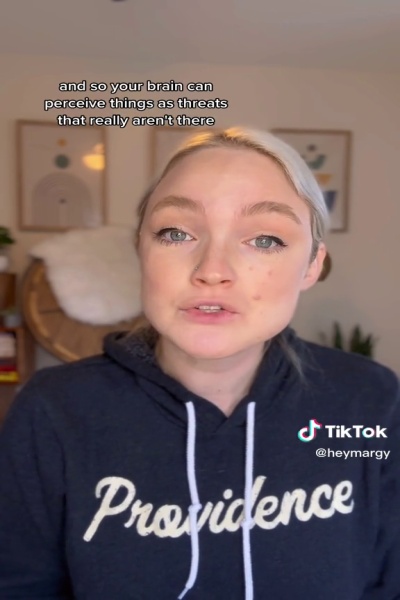 and so your brain can
perceive things as threats
that really aren't there
TikTok
@heymargy
Providence